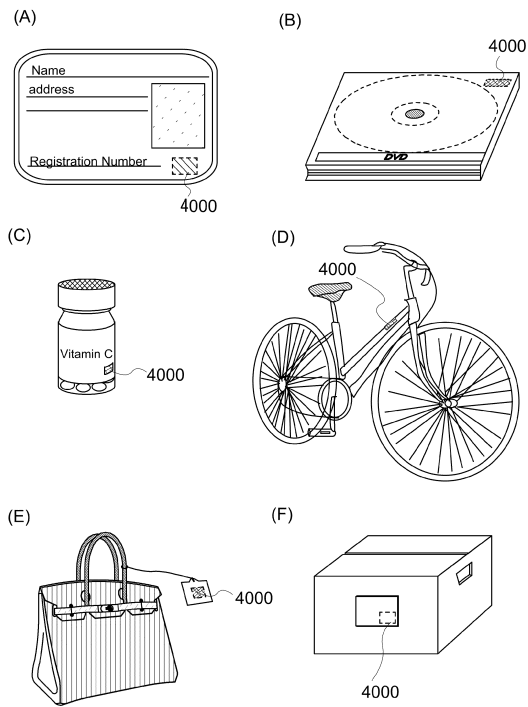 (A)
Name
address
Registration Number
4000
(B)
4000
DVD
(C)
Vitamin C
4000
(D)
4000
(E)
4000
(F)
4000